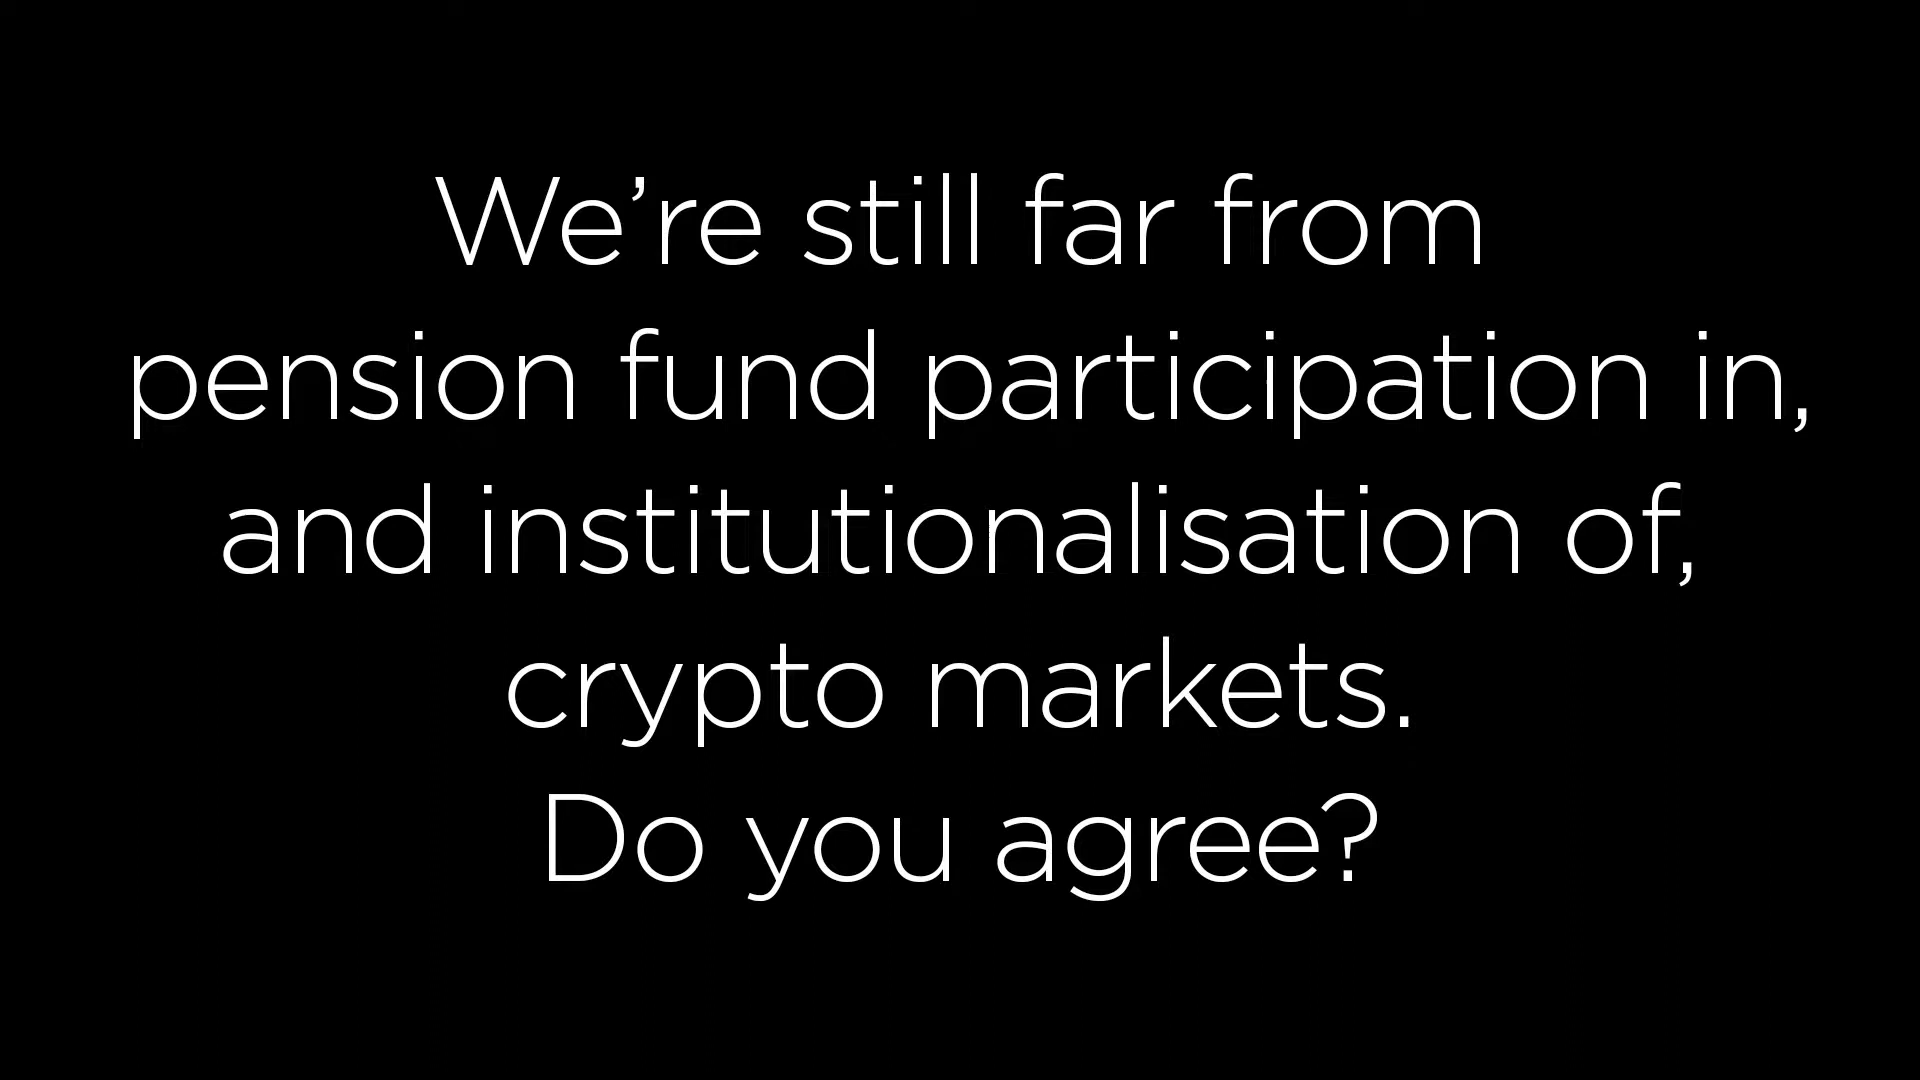 We’re still far from
pension fund participation in,
and institutionalisation of,
crypto markets.
Do you agree?